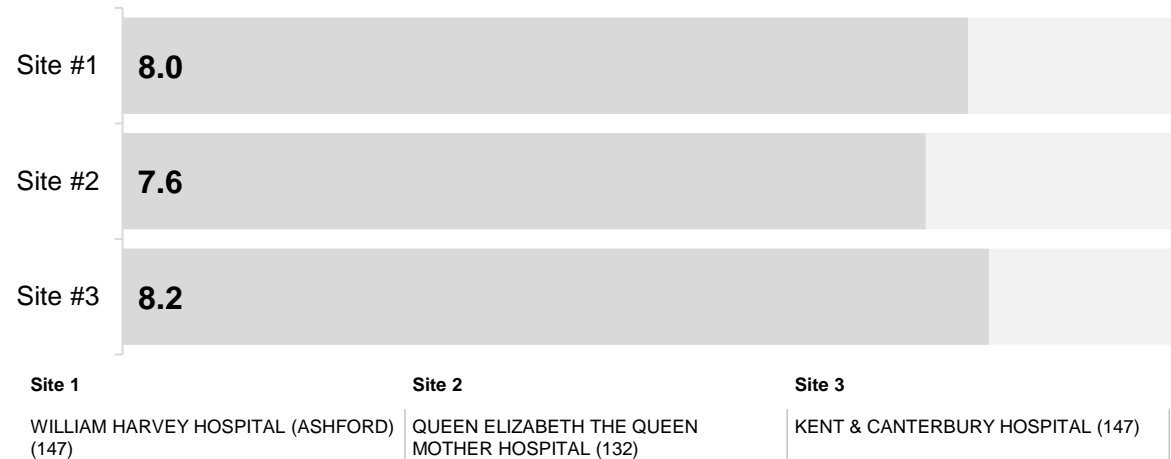 Site #1 8.0
Site #2 7.6
Site #3 8.2
Site 1 Site 2 Site 3
WILLIAM HARVEY HOSPITAL (ASHFORD)
(147)
QUEEN ELIZABETH THE QUEEN
MOTHER HOSPITAL (132)
KENT & CANTERBURY HOSPITAL (147)